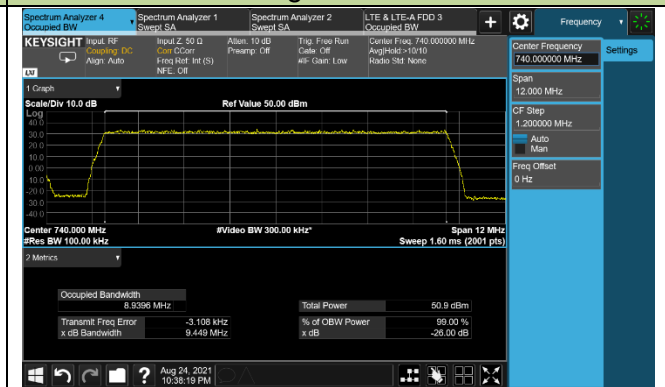 Spectrum Analyzer 4
Occupied BW
Spectrum Analyzer 1
Swept SA
Spectrum Analyzer 2
Swept SA
LTE & LTE-A FDD 3
Occupied BW
Frequency
KEYSIGHT
Input: RF
Coupling: DC
Align: Auto
Input Z: 50 Ω
Corr CCorr
Freq Ref: Int (S)
NFE: Off
Atten: 10 dB
Preamp: Off
Trig: Free Run
Gate: Off
#IF Gain: Low
Center Freq: 740.000000 MHz
Avg|Hold:>10/10
Radio Std: None
LXI
Center Frequency
740.000000 MHz
Settings
Span
12.000 MHz
CF Step
1.200000 MHz
Auto
Man
Freq Offset
0 Hz
1 Graph
Scale/Div 10.0 dB
Ref Value 50.00 dBm
Log
40.0
30.0
20.0
10.0
0.00
-10.0
-20.0
-30.0
-40.0
Center 740.000 MHz
#Video BW 300.00 kHz*
Span 12 MHz
#Res BW 100.00 kHz
Sweep 1.60 ms (2001 pts)
2 Metrics
Occupied Bandwidth
8.9396 MHz
Total Power
50.9 dBm
Transmit Freq Error
-3.108 kHz
% of OBW Power
99.00 %
x dB Bandwidth
9.449 MHz
x dB
-26.00 dB
Aug 24, 2021
10:38:19 PM